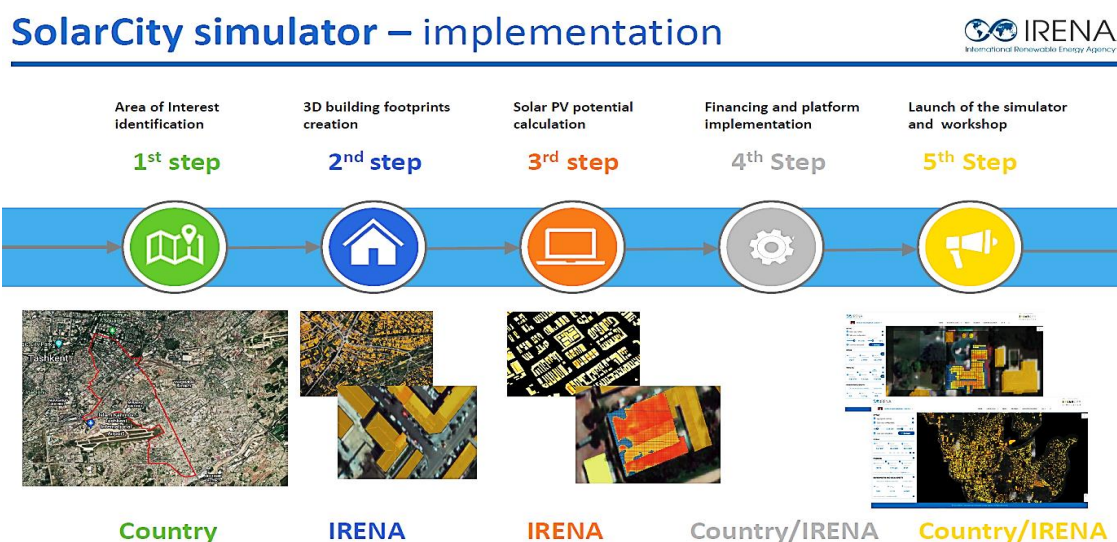 SolarCity simulator – implementation
IRENA
International Renewable Energy Agency
Area of Interest
identification
3D building footprints
creation
Solar PV potential
calculation
Financing and platform
implementation
Launch of the simulator
and workshop
1st step
2nd step
3rd step
4th Step
5th Step
Tashkent
Country
IRENA
IRENA
Country/IRENA
Country/IRENA